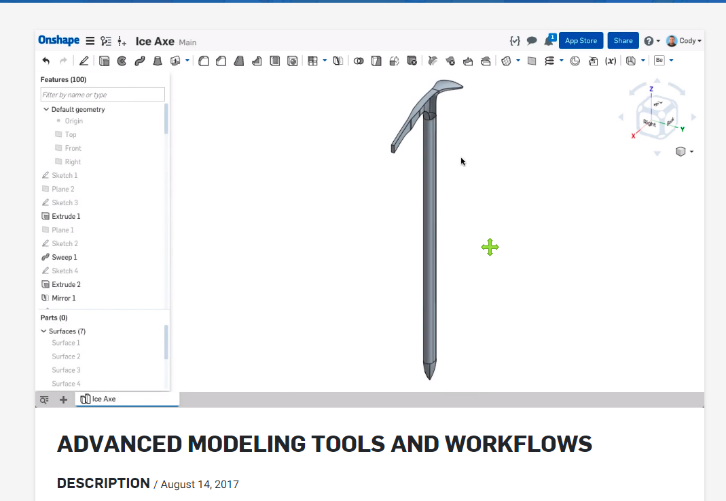 Onshape Ice Axe Main App Store Share Cody
Features (100)
Filter by name or type
Default geometry
Origin
Top
Front
Right
Sketch 1
Plane 2
Sketch 3
Extrude 1
Plane 1
Sketch 2
Sweep 1
Sketch 4
Extrude 2
Mirror 1
Parts (0)
Surfaces (7)
Surface 1
Surface 2
Surface 3
Surface 4
Ice Axe
Z
Right
X
Y
ADVANCED MODELING TOOLS AND WORKFLOWS
DESCRIPTION / August 14, 2017